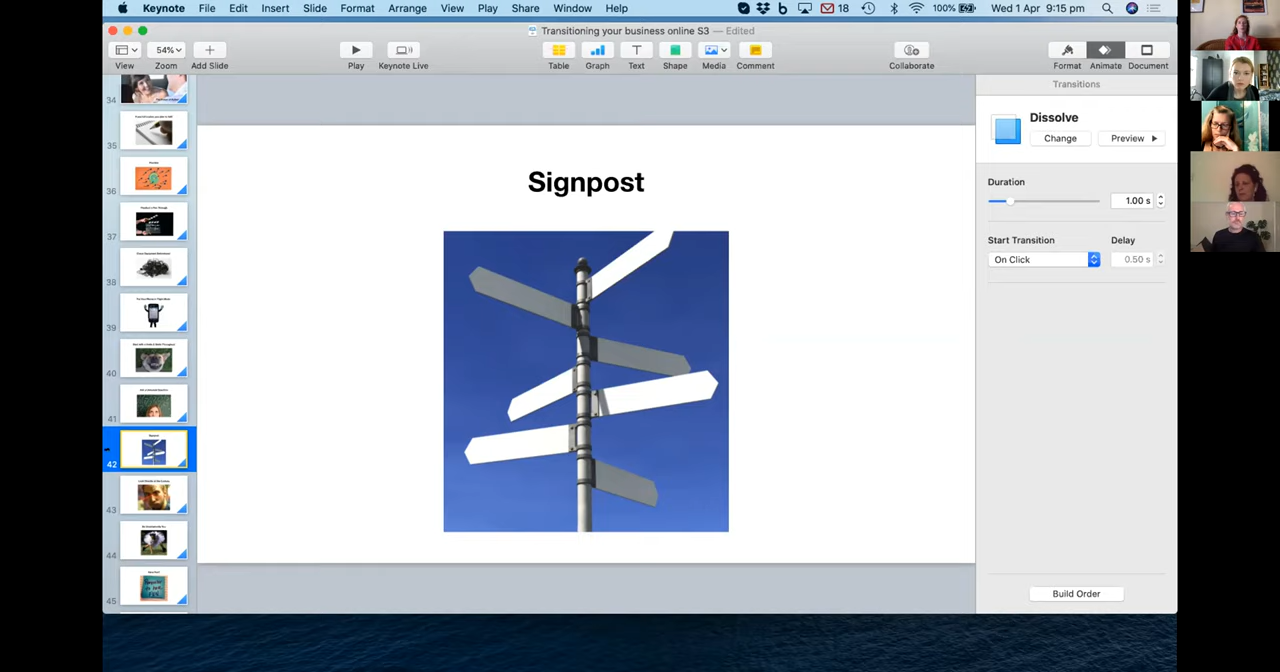 Keynote File Edit Insert Slide Format Arrange View Play Share Window Help 18 100% Wed 1 Apr 9:15 pm
Transitioning your business online S3 — Edited
54%
View Zoom Add Slide Play Keynote Live Table Graph Text Shape Media Comment Collaborate Format Animate Document
Transitions
Dissolve
Change Preview
Duration
1.00 s
Start Transition Delay
On Click 0.50 s
Build Order
Signpost
34
35
36
37
38
39
40
41
42
43
44
45